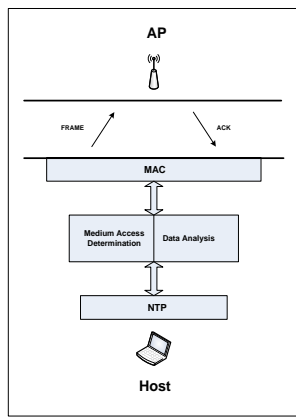 AP
FRAME
ACK
MAC
Medium Access
Determination
Data Analysis
NTP
Host